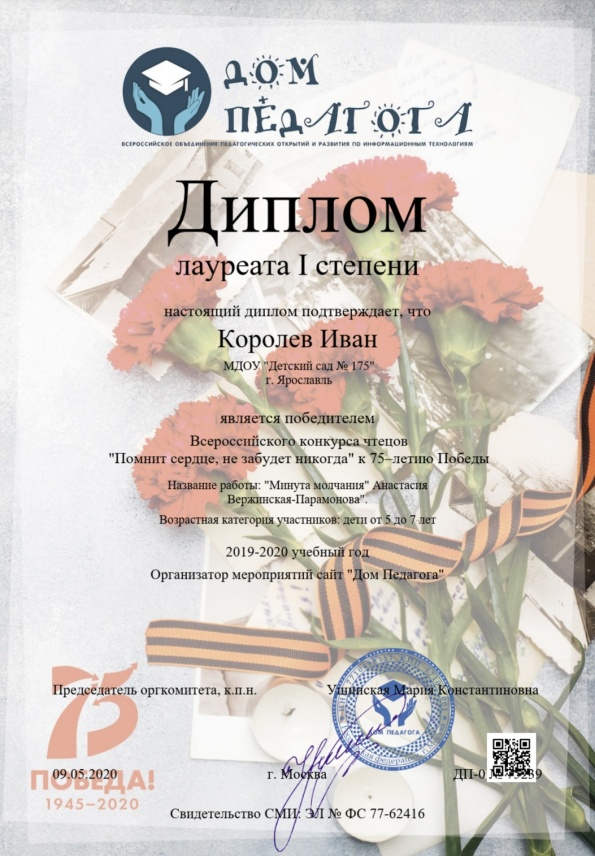 ДОМ
ПЕДАГОГА
ВСЕРОССИЙСКОЕ ОБЪЕДИНЕНИЕ ПЕДАГОГИЧЕСКИХ ОТКРЫТИЙ И РАЗВИТИЯ ПО ИНФОРМАЦИОННЫМ ТЕХНОЛОГИЯМ
Диплом
лауреата I степени
настоящий диплом подтверждает, что
Королев Иван
МДОУ "Детский сад № 175"
г. Ярославль
является победителем
Всероссийского конкурса чтецов
"Помнит сердце, не забудет никогда" к 75–летию Победы
Название работы: "Минута молчания" Анастасия
Вержинская-Парамонова".
Возрастная категория участников: дети от 5 до 7 лет
2019-2020 учебный год
Организатор мероприятий сайт "Дом Педагога"
Председатель оргкомитета, к.п.н. Ушинская Мария Константиновна
75
ДОМ ПЕДАГОГА
ПОБЕДА!
09.05.2020 г. Москва ДП-0
1945–2020
Свидетельство СМИ: ЭЛ № ФС 77-62416